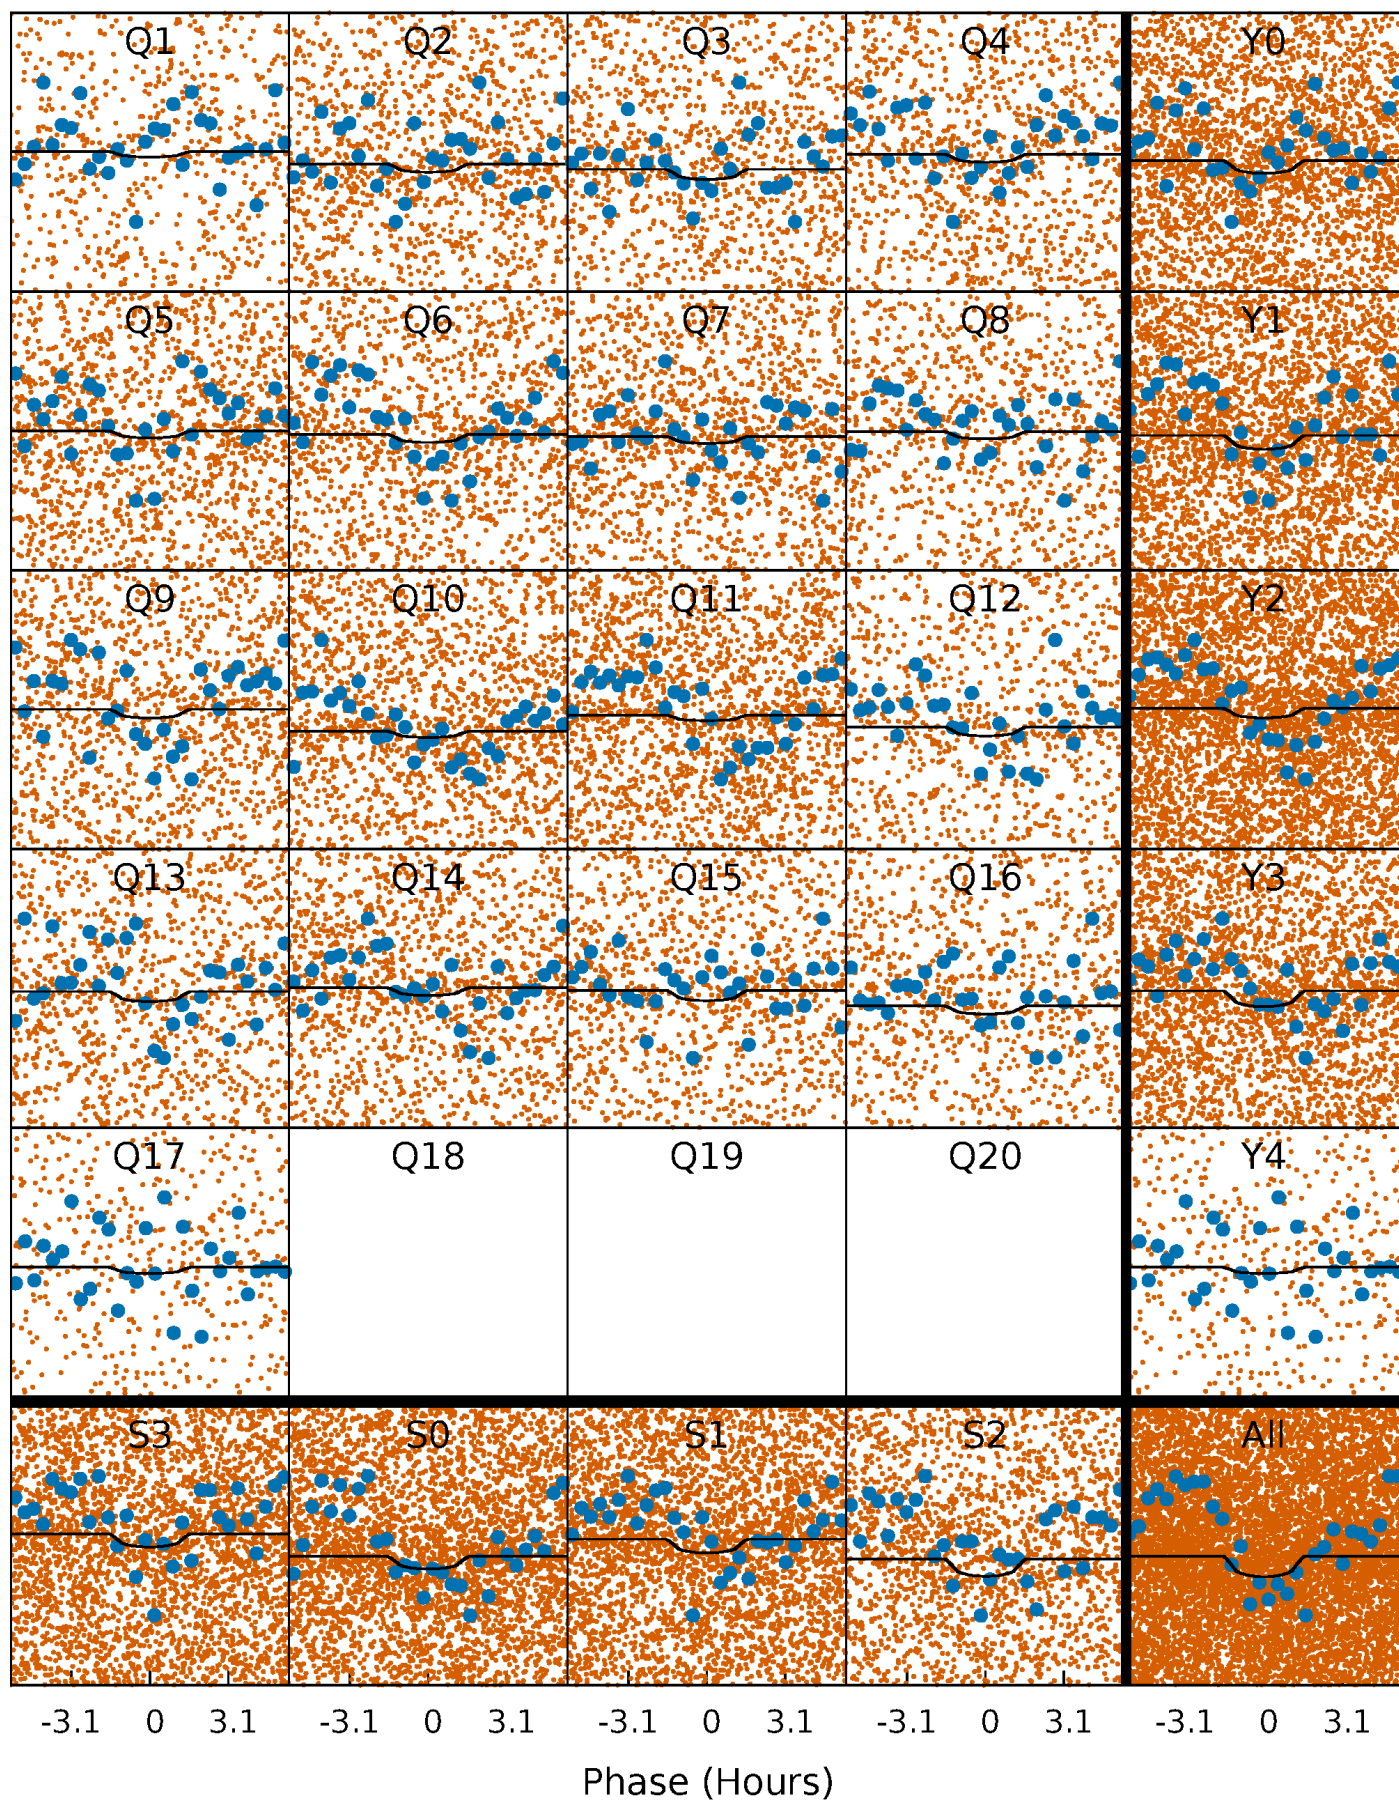 Q1 Q2 Q3 Q4 Y0
Q5 Q6 Q7 Q8 Y1
Q9 Q10 Q11 Q12 Y2
Q13 Q14 Q15 Q16 Y3
Q17 Q18 Q19 Q20 Y4
S3 S0 S1 S2 All
-3.1 0 3.1 -3.1 0 3.1 -3.1 0 3.1 -3.1 0 3.1 -3.1 0 3.1
Phase (Hours)